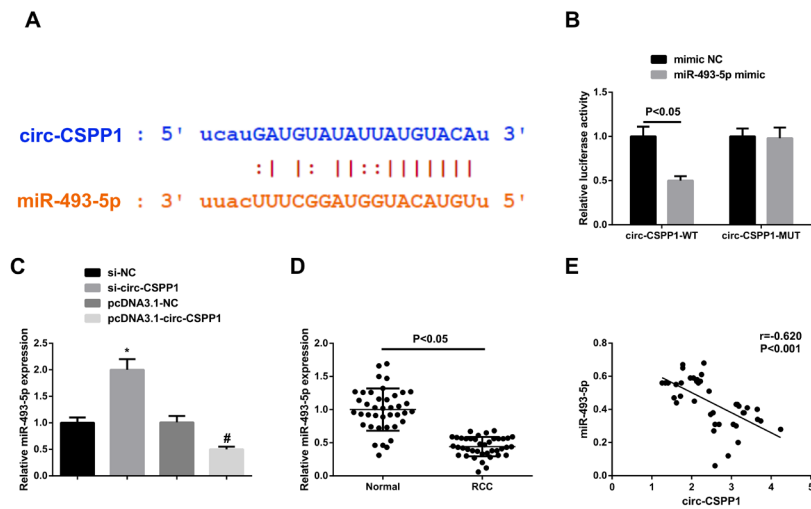 A
circ-CSPP1 : 5' ucauGAUGUAUAUUAUGUACAu 3'
:| |: ||::|||||||
miR-493-5p : 3' uuacUUUCGGAUGGUACAUGUu 5'
B
mimic NC
miR-493-5p mimic
Relative luciferase activity
1.5
1.0
0.5
0.0
P<0.05
circ-CSPP1-WT circ-CSPP1-MUT
C
si-NC
si-circ-CSPP1
pcDNA3.1-NC
pcDNA3.1-circ-CSPP1
Relative miR-493-5p expression
2.5
2.0
1.5
1.0
0.5
0.0
*
#
D
Relative miR-493-5p expression
2.0
1.5
1.0
0.5
0.0
P<0.05
Normal RCC
E
miR-493-5p
0.8
0.6
0.4
0.2
0.0
r=-0.620
P<0.001
0 1 2 3 4 5
circ-CSPP1